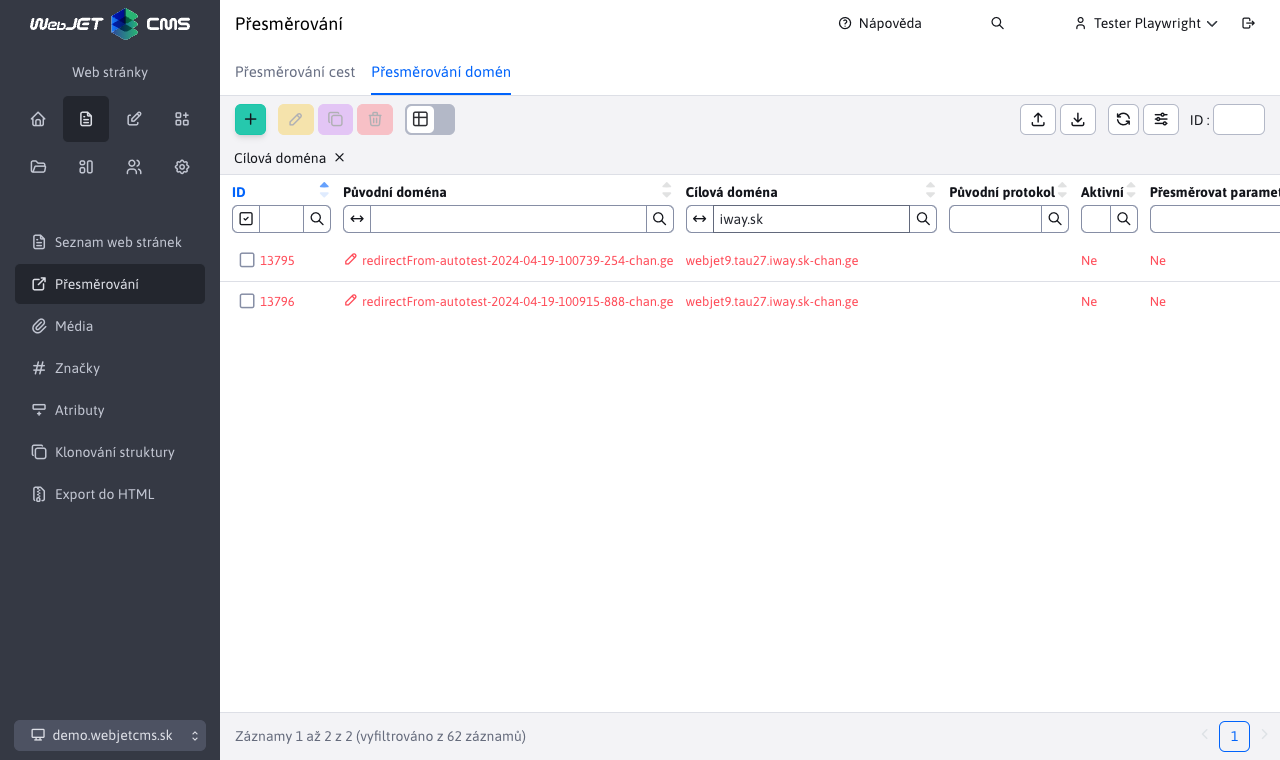 WebJET CMS
Přesměrování
Nápověda
Tester Playwright
Web stránky
Přesměrování cest
Přesměrování domén
ID :
Cílová doména
ID
Původní doména
Cílová doména
Původní protokol
Aktivní
Přesměrovat paramet
iway.sk
13795
redirectFrom-autotest-2024-04-19-100739-254-chan.ge
webjet9.tau27.iway.sk-chan.ge
Ne
Ne
13796
redirectFrom-autotest-2024-04-19-100915-888-chan.ge
webjet9.tau27.iway.sk-chan.ge
Ne
Ne
Seznam web stránek
Přesměrování
Média
Značky
Atributy
Klonování struktury
Export do HTML
demo.webjetcms.sk
Záznamy 1 až 2 z 2 (vyfiltrováno z 62 záznamů)
1